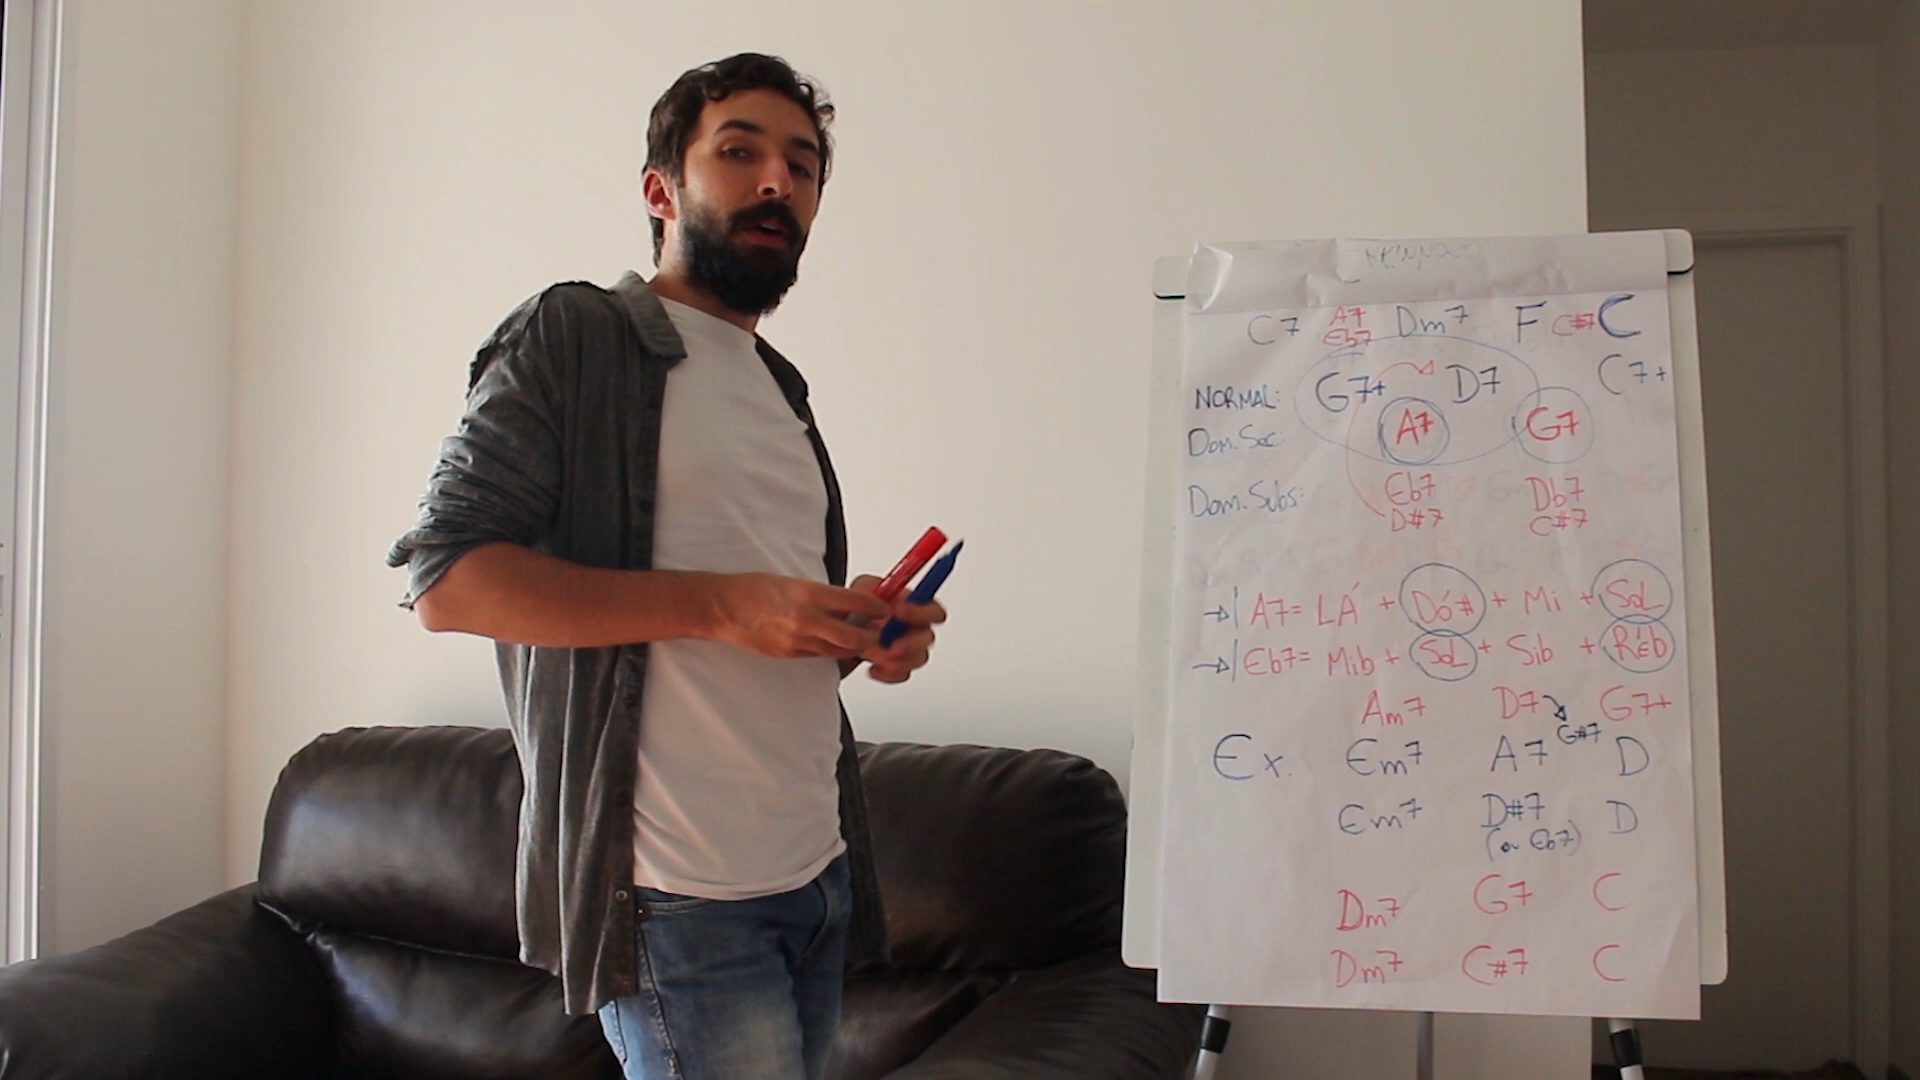 C7 A7 Dm7 F C#7 C
Eb7
NORMAL: G7+ D7 C7+
Dom. Sec: A7 G7
Dom. Subs: Eb7 Db7
D#7 C#7
→| A7= LÁ + Dó# + Mi + SoL
→| Eb7= Mib + SoL + Sib + RÉb
Am7 D7 G7+
G#7
Ex. Em7 A7 D
Em7 D#7 D
(ou Eb7)
Dm7 G7 C
Dm7 C#7 C